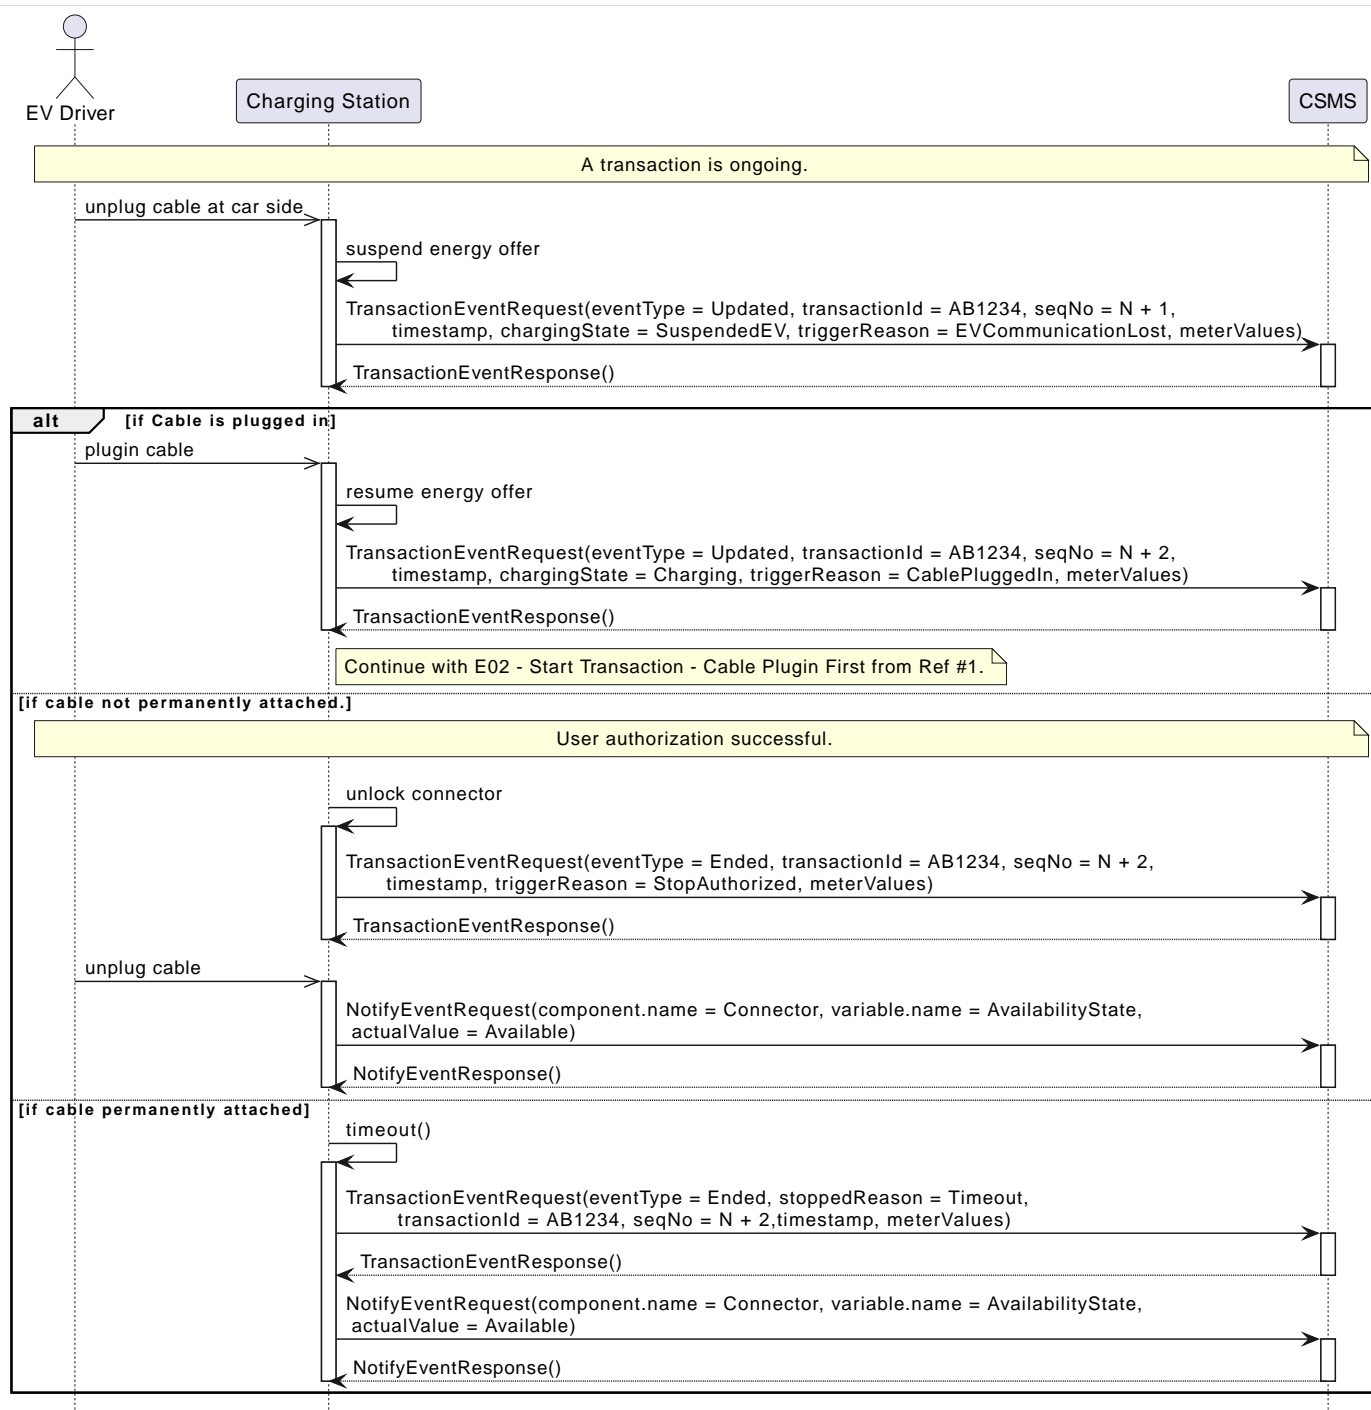 EV Driver
Charging Station
CSMS
A transaction is ongoing.
unplug cable at car side
suspend energy offer
TransactionEventRequest(eventType = Updated, transactionId = AB1234, seqNo = N + 1,
timestamp, chargingState = SuspendedEV, triggerReason = EVCommunicationLost, meterValues)
TransactionEventResponse()
alt
[if Cable is plugged in]
plugin cable
resume energy offer
TransactionEventRequest(eventType = Updated, transactionId = AB1234, seqNo = N + 2,
timestamp, chargingState = Charging, triggerReason = CablePluggedIn, meterValues)
TransactionEventResponse()
Continue with E02 - Start Transaction - Cable Plugin First from Ref #1.
[if cable not permanently attached.]
User authorization successful.
unlock connector
TransactionEventRequest(eventType = Ended, transactionId = AB1234, seqNo = N + 2,
timestamp, triggerReason = StopAuthorized, meterValues)
TransactionEventResponse()
unplug cable
NotifyEventRequest(component.name = Connector, variable.name = AvailabilityState,
actualValue = Available)
NotifyEventResponse()
[if cable permanently attached]
timeout()
TransactionEventRequest(eventType = Ended, stoppedReason = Timeout,
transactionId = AB1234, seqNo = N + 2,timestamp, meterValues)
TransactionEventResponse()
NotifyEventRequest(component.name = Connector, variable.name = AvailabilityState,
actualValue = Available)
NotifyEventResponse()